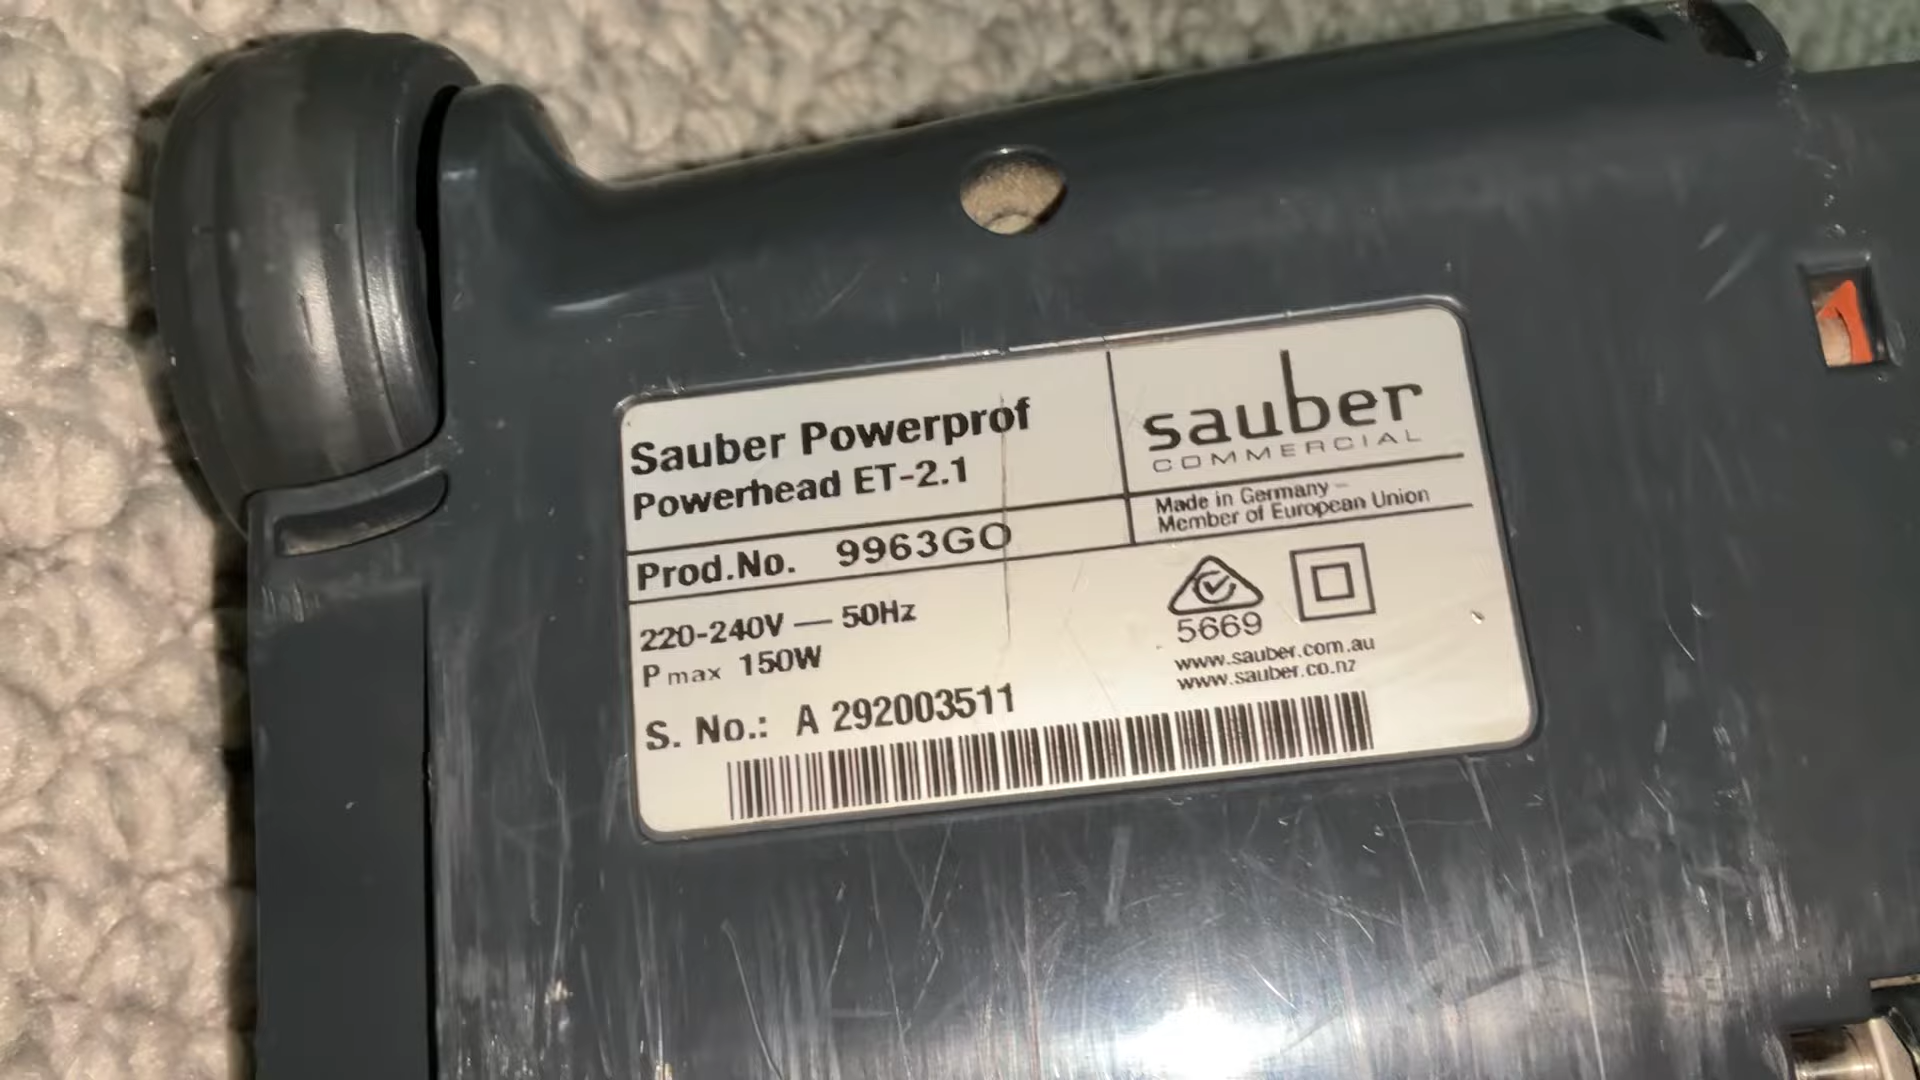 Sauber Powerprof
Powerhead ET-2.1
sauber
COMMERCIAL
Made in Germany –
Member of European Union
Prod.No. 9963GO
220-240V — 50Hz
P max 150W
5669
www.sauber.com.au
www.sauber.co.nz
S. No.: A 292003511